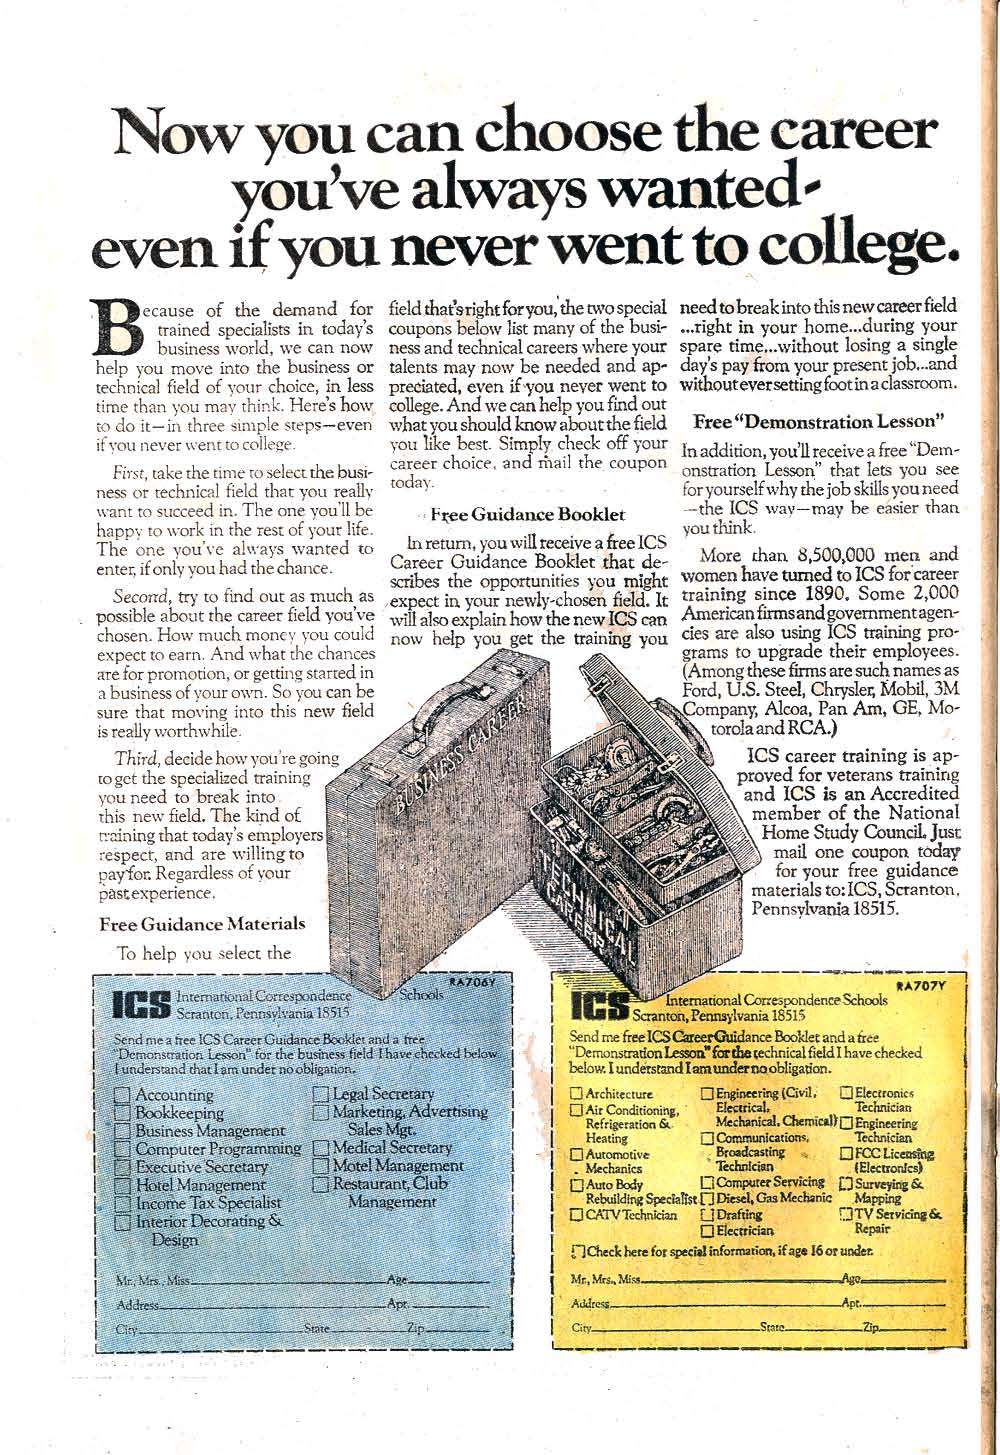 Now you can choose the career
you've always wanted-
even if you never went to college.
Because of the demand for
trained specialists in today's
business world, we can now
help you move into the business or
technical field of your choice, in less
time than you may think. Here's how
to do it—in three simple steps—even
if you never went to college.
First, take the time to select the busi-
ness or technical field that you really
want to succeed in. The one you'll be
happy to work in the rest of your life.
The one you've always wanted to
enter, if only you had the chance.
Second, try to find out as much as
possible about the career field you've
chosen. How much money you could
expect to earn. And what the chances
are for promotion, or getting started in
a business of your own. So you can be
sure that moving into this new field
is really worthwhile.
Third, decide how you're going
to get the specialized training
you need to break into
this new field. The kind of
training that today's employers
respect, and are willing to
pay for. Regardless of your
past experience.
Free Guidance Materials
To help you select the
field that's right for you, the two special
coupons below list many of the busi-
ness and technical careers where your
talents may now be needed and ap-
preciated, even if you never went to
college. And we can help you find out
what you should know about the field
you like best. Simply check off your
career choice, and mail the coupon
today.
Free Guidance Booklet
In return, you will receive a free ICS
Career Guidance Booklet that de-
scribes the opportunities you might
expect in your newly-chosen field. It
will also explain how the new ICS can
now help you get the training you
need to break into this new career field
...right in your home...during your
spare time...without losing a single
day's pay from your present job...and
without ever setting foot in a classroom.
Free "Demonstration Lesson"
In addition, you'll receive a free "Dem-
onstration Lesson" that lets you see
for yourself why the job skills you need
—the ICS way—may be easier than
you think.
More than 8,500,000 men and
women have turned to ICS for career
training since 1890. Some 2,000
American firms and government agen-
cies are also using ICS training pro-
grams to upgrade their employees.
(Among these firms are such names as
Ford, U.S. Steel, Chrysler, Mobil, 3M
Company, Alcoa, Pan Am, GE, Mo-
torola and RCA.)
ICS career training is ap-
proved for veterans training
and ICS is an Accredited
member of the National
Home Study Council. Just
mail one coupon today
for your free guidance
materials to: ICS, Scranton,
Pennsylvania 18515.
BUSINESS CAREER
TECHNICAL
CAREER
RA706Y
ICS International Correspondence Schools
Scranton, Pennsylvania 18515
Send me a free ICS Career Guidance Booklet and a free
"Demonstration Lesson" for the business field I have checked below.
I understand that I am under no obligation.
Accounting
Bookkeeping
Business Management
Computer Programming
Executive Secretary
Hotel Management
Income Tax Specialist
Interior Decorating &
Design
Legal Secretary
Marketing, Advertising
Sales Mgt.
Medical Secretary
Motel Management
Restaurant, Club
Management
Mr., Mrs., Miss Age
Address Apt.
City State Zip
RA707Y
ICS International Correspondence Schools
Scranton, Pennsylvania 18515
Send me free ICS Career Guidance Booklet and a free
"Demonstration Lesson" for the technical field I have checked
below. I understand I am under no obligation.
Architecture
Air Conditioning,
Refrigeration &
Heating
Automotive
Mechanics
Auto Body
Rebuilding Specialist
CATV Technician
Engineering (Civil,
Electrical,
Mechanical, Chemical)
Communications,
Broadcasting
Technician
Computer Servicing
Diesel, Gas Mechanic
Drafting
Electrician
Electronics
Technician
Engineering
Technician
FCC Licensing
(Electronics)
Surveying &
Mapping
TV Servicing &
Repair
Check here for special information, if age 16 or under.
Mr., Mrs., Miss Age
Address Apt.
City State Zip